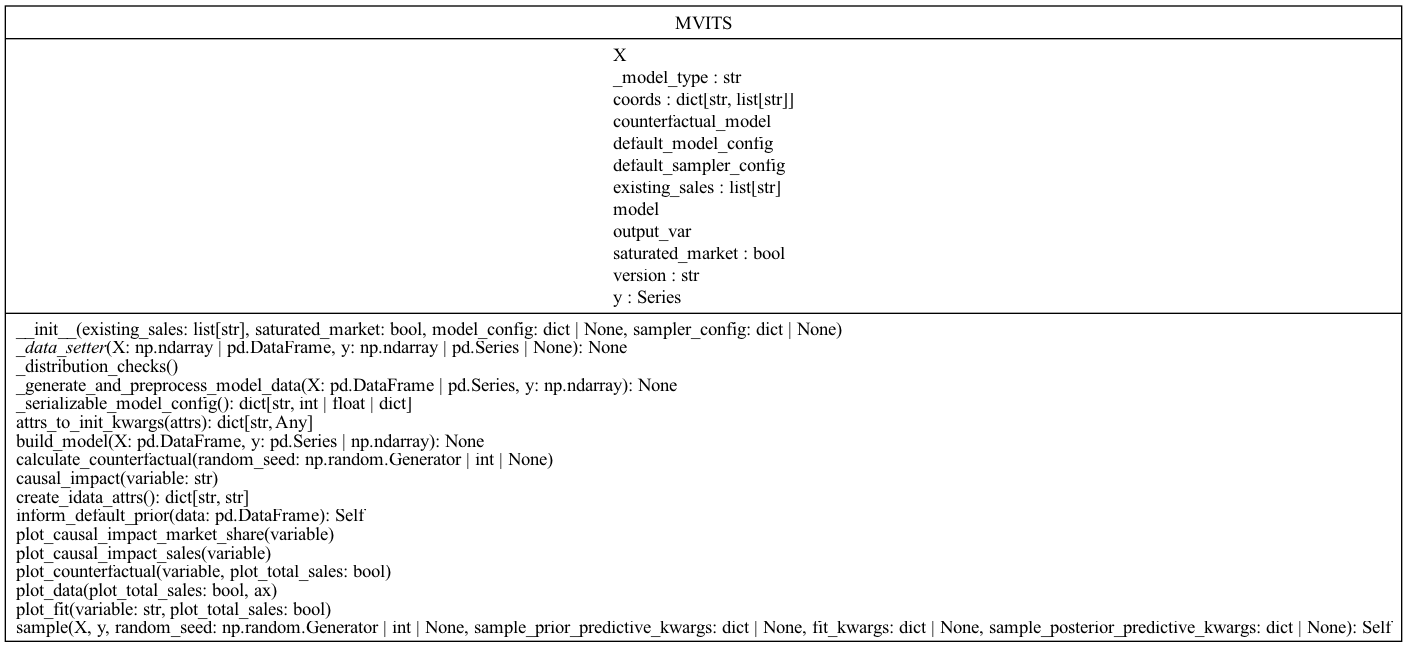 MVITS
X
_model_type : str
coords : dict[str, list[str]]
counterfactual_model
default_model_config
default_sampler_config
existing_sales : list[str]
model
output_var
saturated_market : bool
version : str
y : Series
__init__(existing_sales: list[str], saturated_market: bool, model_config: dict | None, sampler_config: dict | None)
_data_setter(X: np.ndarray | pd.DataFrame, y: np.ndarray | pd.Series | None): None
_distribution_checks()
_generate_and_preprocess_model_data(X: pd.DataFrame | pd.Series, y: np.ndarray): None
_serializable_model_config(): dict[str, int | float | dict]
attrs_to_init_kwargs(attrs): dict[str, Any]
build_model(X: pd.DataFrame, y: pd.Series | np.ndarray): None
calculate_counterfactual(random_seed: np.random.Generator | int | None)
causal_impact(variable: str)
create_idata_attrs(): dict[str, str]
inform_default_prior(data: pd.DataFrame): Self
plot_causal_impact_market_share(variable)
plot_causal_impact_sales(variable)
plot_counterfactual(variable, plot_total_sales: bool)
plot_data(plot_total_sales: bool, ax)
plot_fit(variable: str, plot_total_sales: bool)
sample(X, y, random_seed: np.random.Generator | int | None, sample_prior_predictive_kwargs: dict | None, fit_kwargs: dict | None, sample_posterior_predictive_kwargs: dict | None): Self